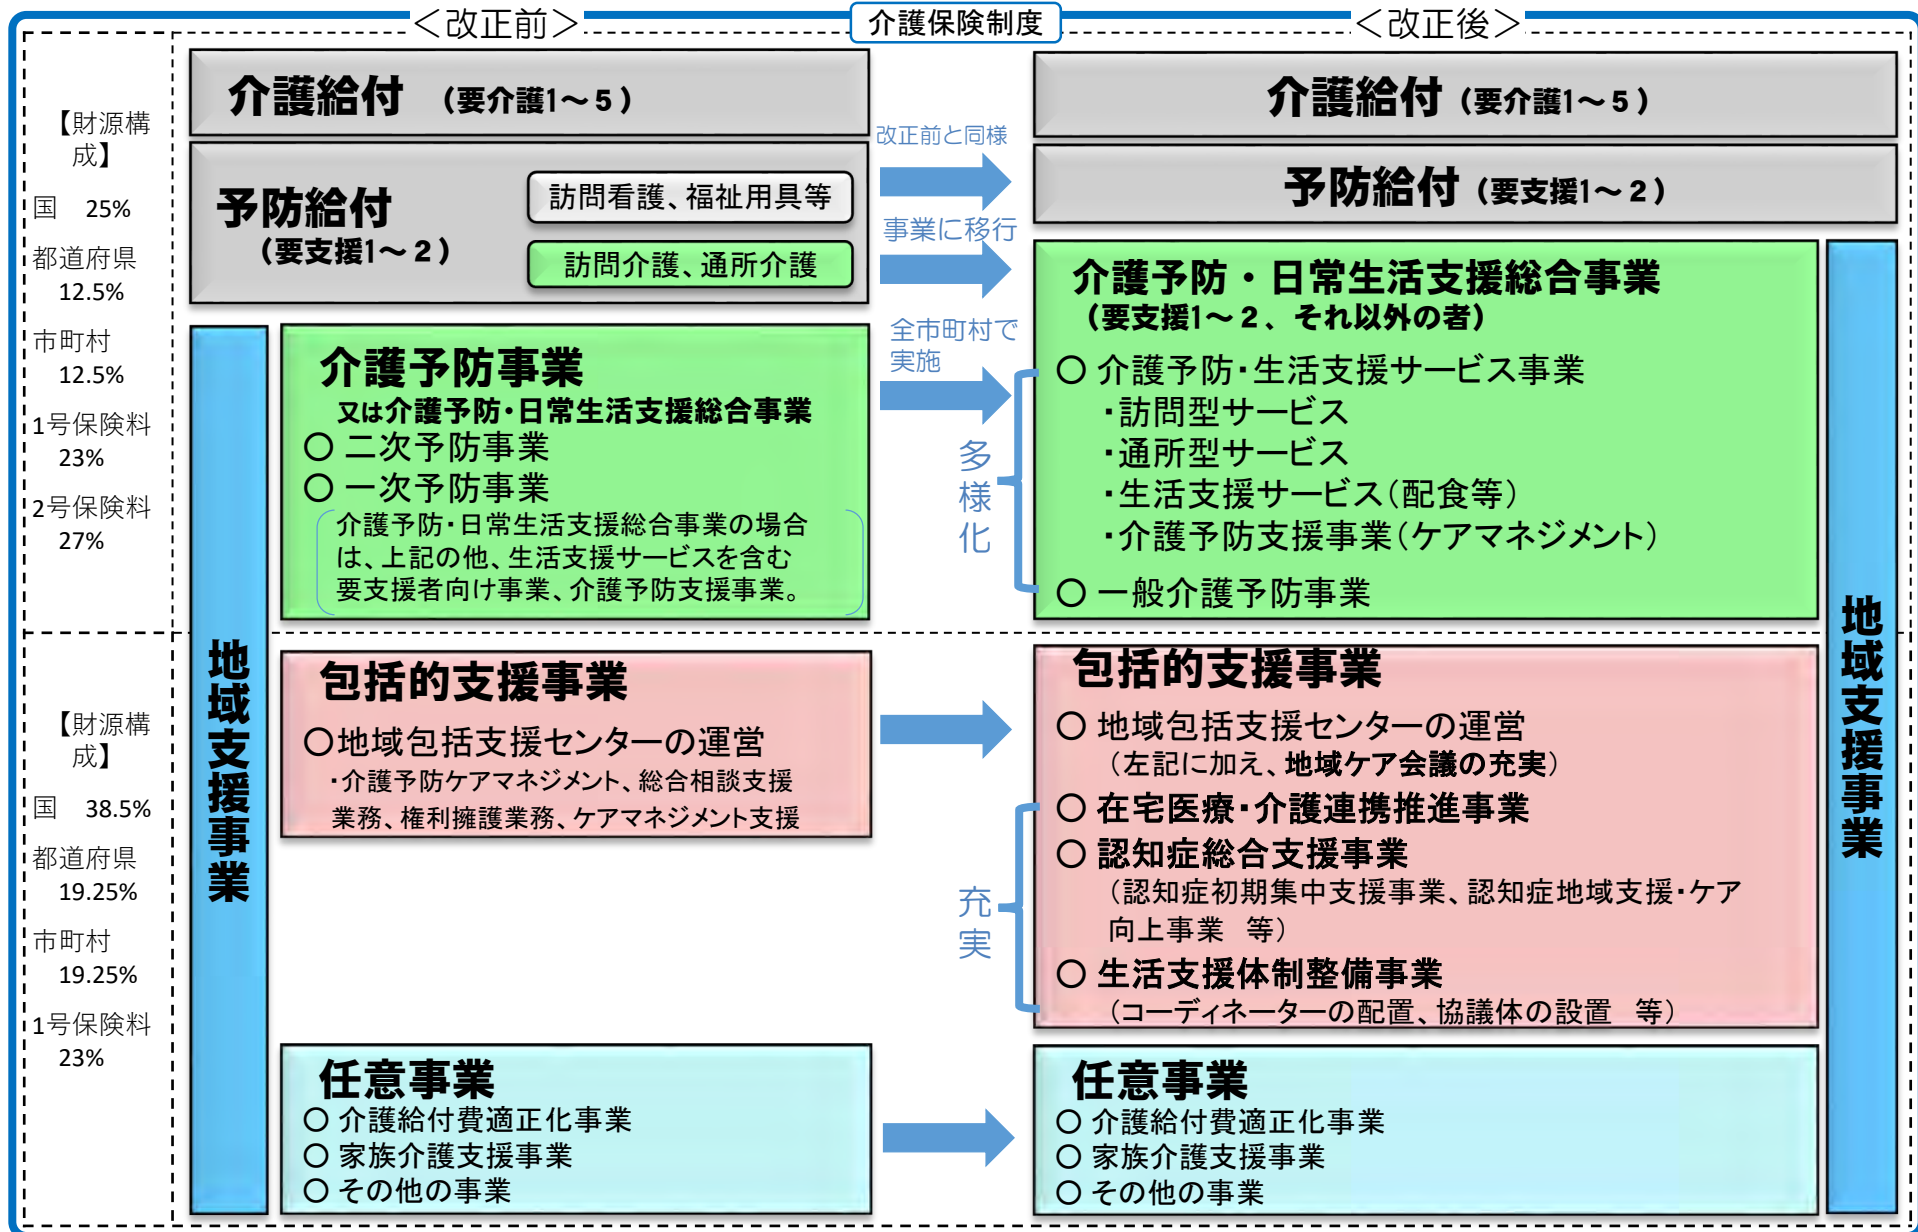 介護保険制度
＜改正前＞
＜改正後＞
【財源構
成】
国　25%
都道府県
12.5%
市町村
12.5%
1号保険料
23%
2号保険料
27%
【財源構
成】
国　38.5%
都道府県
19.25%
市町村
19.25%
1号保険料
23%
介護給付　（要介護1～５）
予防給付
（要支援1～２）
訪問看護、福祉用具等
訪問介護、通所介護
地域支援事業
介護予防事業
又は介護予防・日常生活支援総合事業
○ 二次予防事業
○ 一次予防事業
介護予防・日常生活支援総合事業の場合
は、上記の他、生活支援サービスを含む
要支援者向け事業、介護予防支援事業。
包括的支援事業
○地域包括支援センターの運営
・介護予防ケアマネジメント、総合相談支援
業務、権利擁護業務、ケアマネジメント支援
任意事業
○ 介護給付費適正化事業
○ 家族介護支援事業
○ その他の事業
改正前と同様
事業に移行
全市町村で
実施
多様化
充実
介護給付（要介護1～５）
予防給付（要支援1～２）
介護予防・日常生活支援総合事業
（要支援1～２、それ以外の者）
○ 介護予防・生活支援サービス事業
・訪問型サービス
・通所型サービス
・生活支援サービス（配食等）
・介護予防支援事業（ケアマネジメント）
○ 一般介護予防事業
包括的支援事業
○ 地域包括支援センターの運営
（左記に加え、地域ケア会議の充実）
○ 在宅医療・介護連携推進事業
○ 認知症総合支援事業
（認知症初期集中支援事業、認知症地域支援・ケア
向上事業　等）
○ 生活支援体制整備事業
（コーディネーターの配置、協議体の設置　等）
任意事業
○ 介護給付費適正化事業
○ 家族介護支援事業
○ その他の事業
地域支援事業